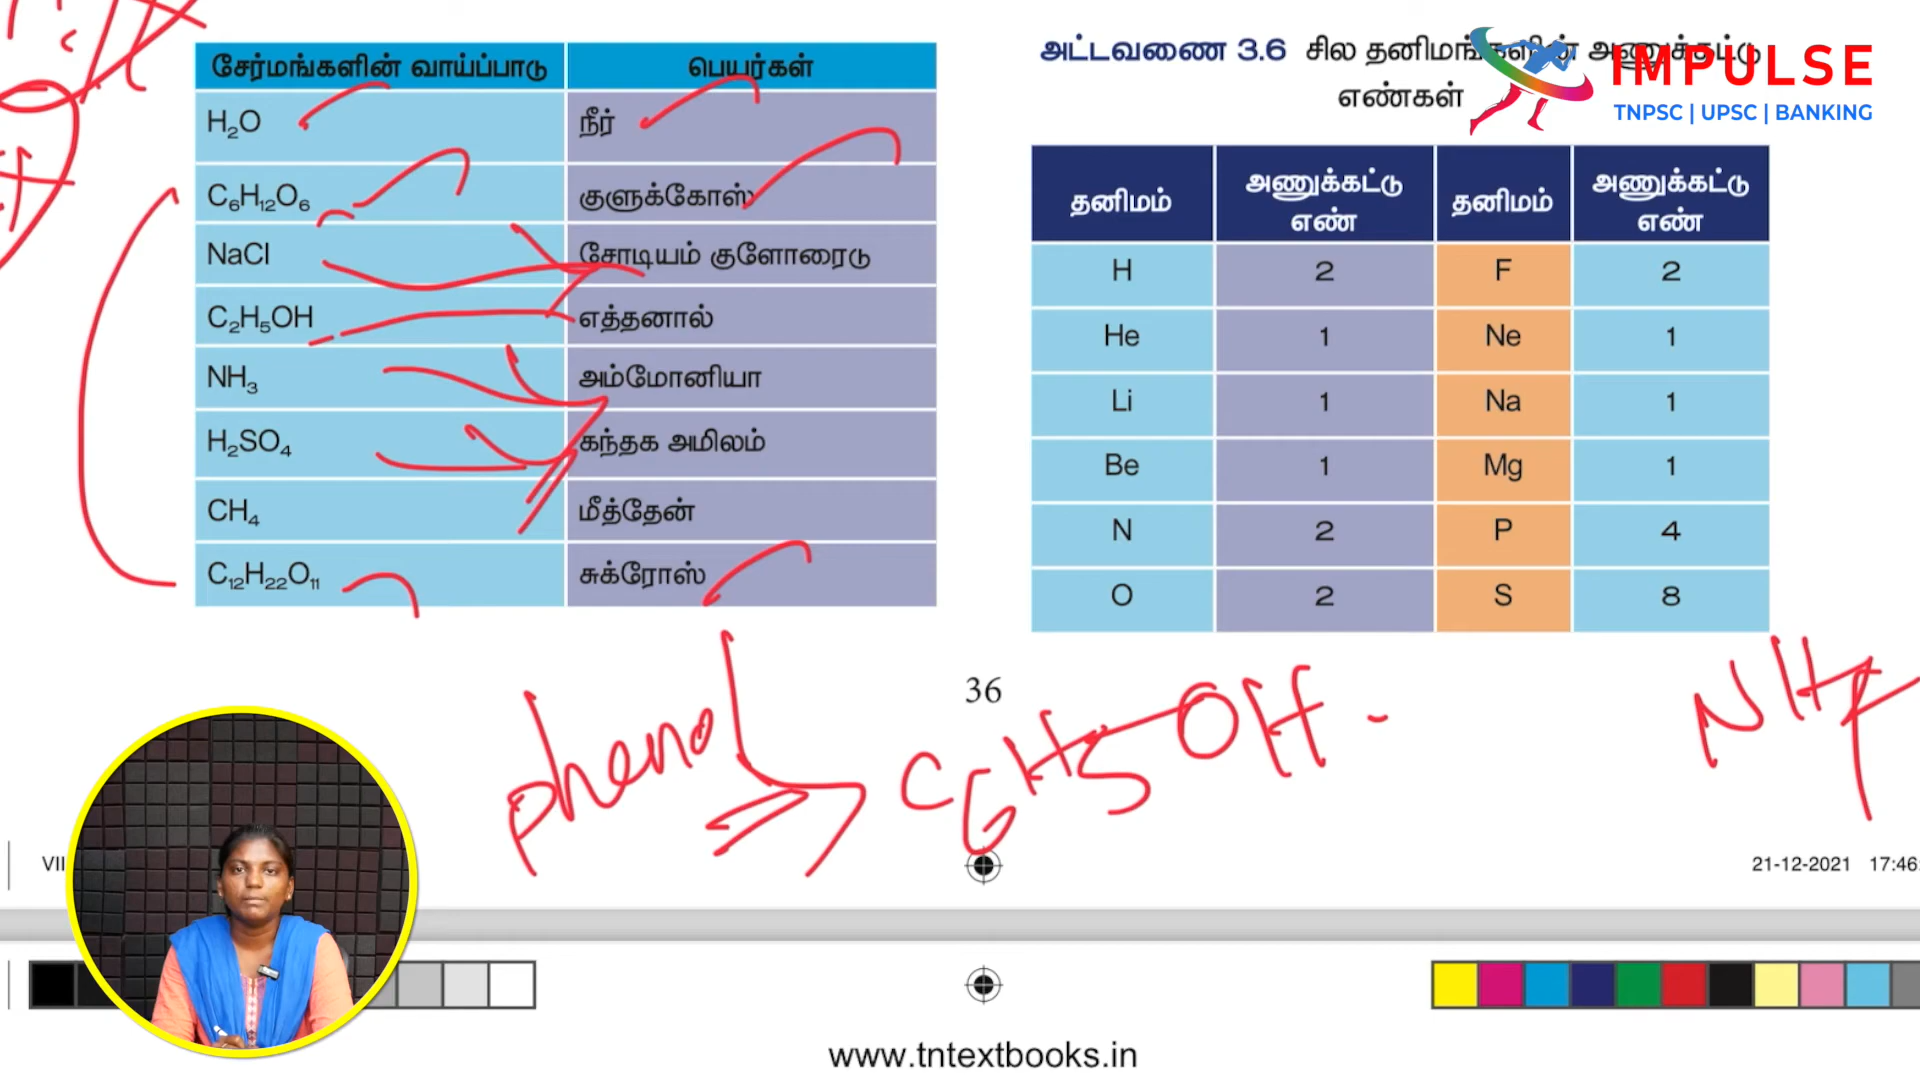 சேர்மங்களின் வாய்ப்பாடு பெயர்கள்
H₂O நீர்
C₆H₁₂O₆ குளுக்கோஸ்
NaCl சோடியம் குளோரைடு
C₂H₅OH எத்தனால்
NH₃ அம்மோனியா
H₂SO₄ கந்தக அமிலம்
CH₄ மீத்தேன்
C₁₂H₂₂O₁₁ சுக்ரோஸ்
அட்டவணை 3.6 சில தனிமங்களின் அணுக்கட்டு
எண்கள்
IMPULSE
TNPSC | UPSC | BANKING
தனிமம் அணுக்கட்டு எண் தனிமம் அணுக்கட்டு எண்
H 2 F 2
He 1 Ne 1
Li 1 Na 1
Be 1 Mg 1
N 2 P 4
O 2 S 8
36
phenol C₆H₅OH
VII
21-12-2021 17:46:
www.tntextbooks.in